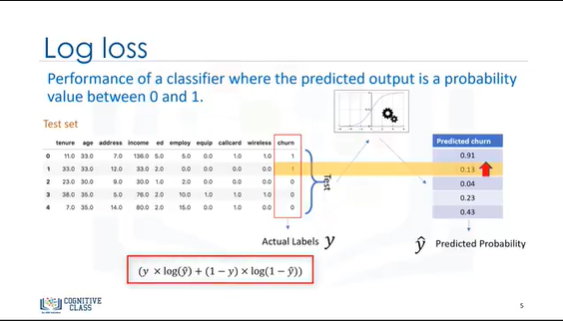 Log loss
Performance of a classifier where the predicted output is a probability
value between 0 and 1.
Test set
tenure age address income ed employ equip callcard wireless churn
0 11.0 33.0 7.0 136.0 5.0 5.0 0.0 1.0 1.0 1
1 33.0 33.0 12.0 33.0 2.0 0.0 0.0 0.0 0.0 1
2 23.0 30.0 9.0 30.0 1.0 2.0 0.0 0.0 0.0 0
3 38.0 35.0 5.0 76.0 2.0 10.0 1.0 1.0 1.0 0
4 7.0 35.0 14.0 80.0 2.0 15.0 0.0 1.0 0.0 0
Test
Predicted churn
0.91
0.13
0.04
0.23
0.43
Actual Labels y
ŷ Predicted Probability
(y × log(ŷ) + (1 − y) × log(1 − ŷ))
COGNITIVE
CLASS
5